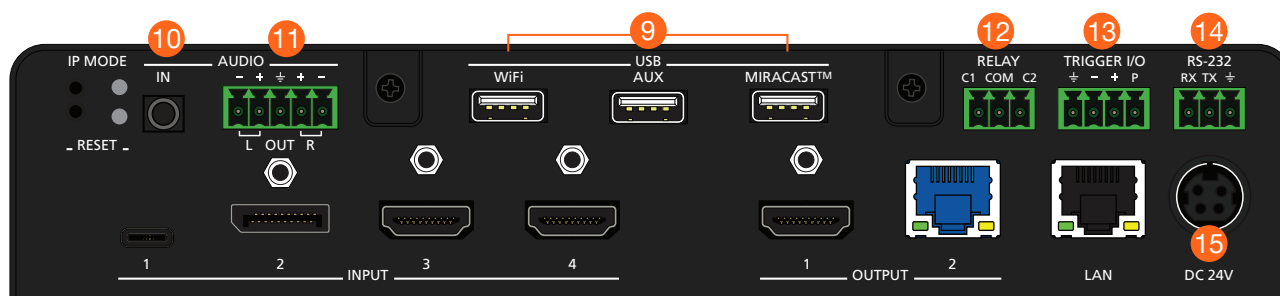 10 11 9 12 13 14
IP MODE AUDIO USB RELAY TRIGGER I/O RS-232
IN - + ⏚ + - WiFi AUX MIRACAST™ C1 COM C2 ⏚ - + P RX TX ⏚
RESET L OUT R
15
1 2 3 4 1 2 LAN DC 24V
INPUT OUTPUT